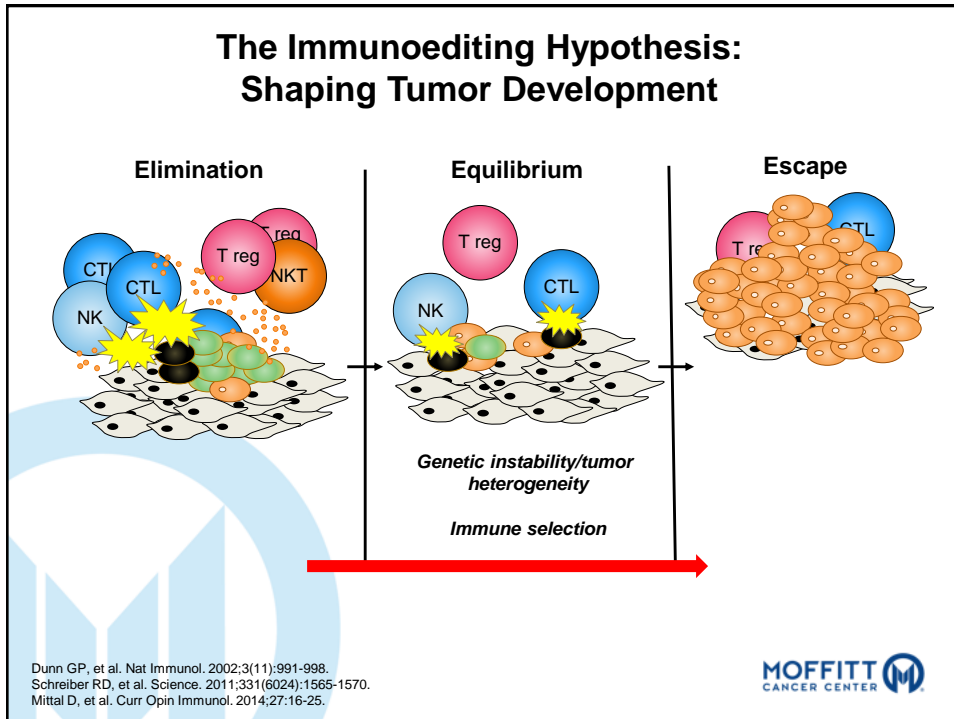 The Immunoediting Hypothesis:
Shaping Tumor Development
Elimination
Equilibrium
Escape
CTL
CTL
NK
T reg
T reg
NKT
T reg
NK
CTL
T reg
CTL
Genetic instability/tumor
heterogeneity
Immune selection
Dunn GP, et al. Nat Immunol. 2002;3(11):991-998.
Schreiber RD, et al. Science. 2011;331(6024):1565-1570.
Mittal D, et al. Curr Opin Immunol. 2014;27:16-25.
MOFFITT
CANCER CENTER